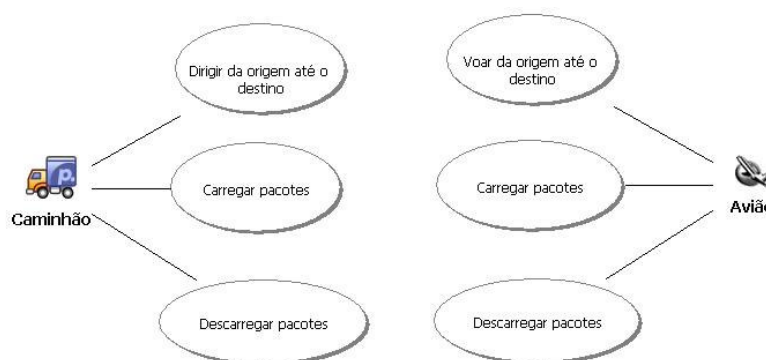 Dirigir da origem até o
destino
Voar da origem até o
destino
p.
Carregar pacotes
Carregar pacotes
Caminhão
Avião
Descarregar pacotes
Descarregar pacotes